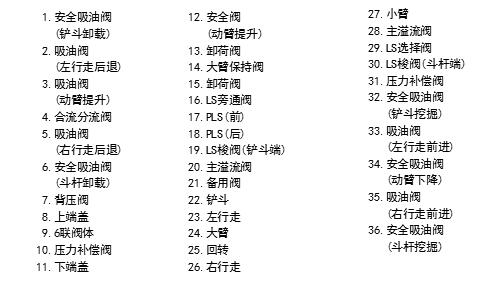 1. 安全吸油阀
(铲斗卸载)
2. 吸油阀
(左行走后退)
3. 吸油阀
(动臂提升)
4. 合流分流阀
5. 吸油阀
(右行走后退)
6. 安全吸油阀
(斗杆卸载)
7. 背压阀
8. 上端盖
9. 6联阀体
10. 压力补偿阀
11. 下端盖
12. 安全阀
(动臂提升)
13. 卸荷阀
14. 大臂保持阀
15. 卸荷阀
16. LS旁通阀
17. PLS(前)
18. PLS(后)
19. LS梭阀(铲斗端)
20. 主溢流阀
21. 备用阀
22. 铲斗
23. 左行走
24. 大臂
25. 回转
26. 右行走
27. 小臂
28. 主溢流阀
29. LS选择阀
30. LS梭阀(斗杆端)
31. 压力补偿阀
32. 安全吸油阀
(铲斗挖掘)
33. 吸油阀
(左行走前进)
34. 安全吸油阀
(动臂下降)
35. 吸油阀
(右行走前进)
36. 安全吸油阀
(斗杆挖掘)